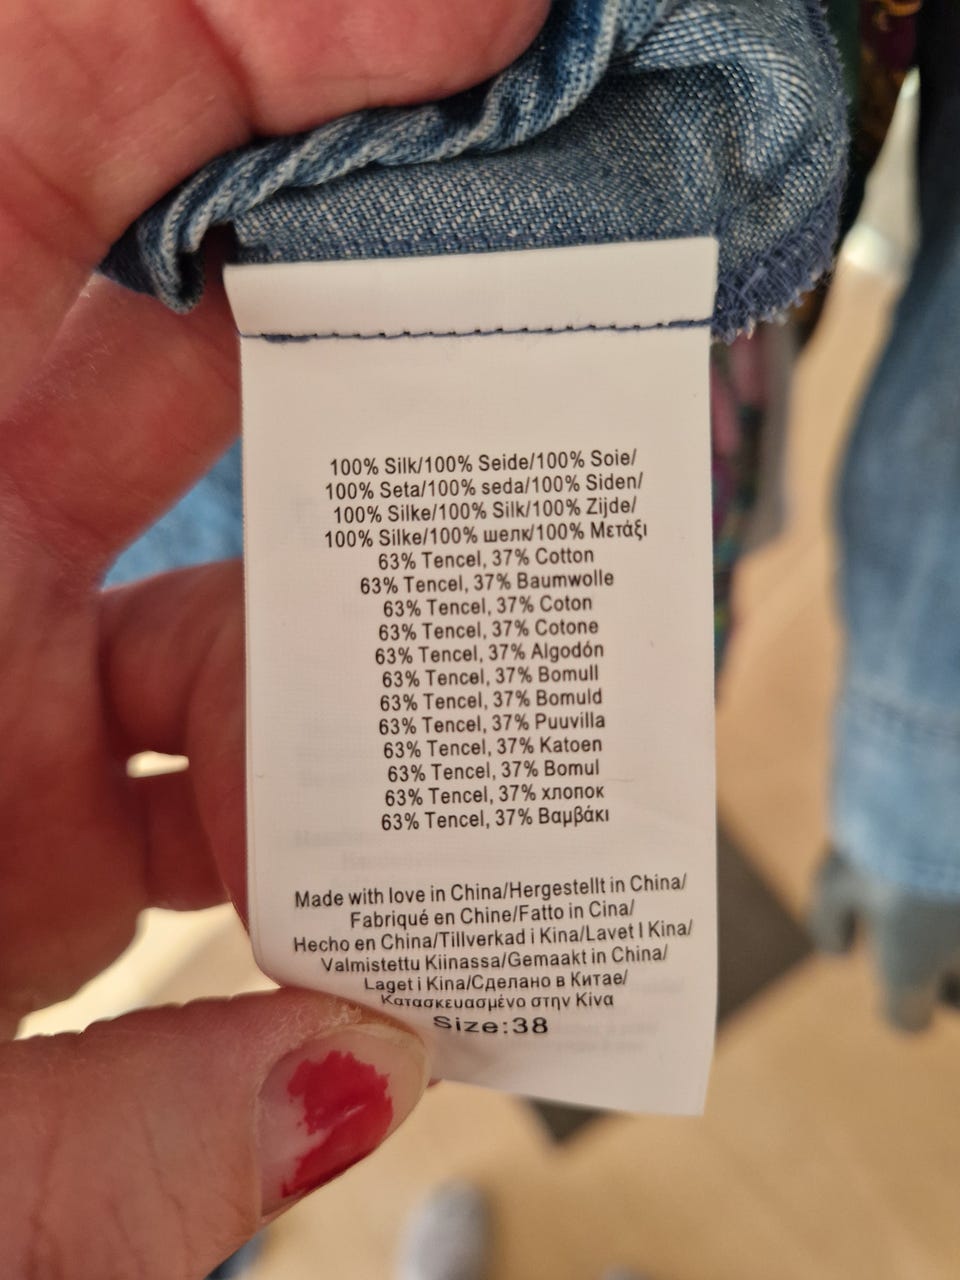 100% Silk/100% Seide/100% Soie/
100% Seta/100% seda/100% Siden/
100% Silke/100% Silk/100% Zijde/
100% Silke/100% шелк/100% Μετάξι
63% Tencel, 37% Cotton
63% Tencel, 37% Baumwolle
63% Tencel, 37% Coton
63% Tencel, 37% Cotone
63% Tencel, 37% Algodón
63% Tencel, 37% Bomull
63% Tencel, 37% Bomuld
63% Tencel, 37% Puuvilla
63% Tencel, 37% Katoen
63% Tencel, 37% Bomul
63% Tencel, 37% хлопок
63% Tencel, 37% Βαμβάκι
Made with love in China/Hergestellt in China/
Fabriqué en Chine/Fatto in Cina/
Hecho en China/Tillverkad i Kina/Lavet I Kina/
Valmistettu Kiinassa/Gemaakt in China/
Laget i Kina/Сделано в Китае/
Κατασκευασμένο στην Κίνα
Size:38